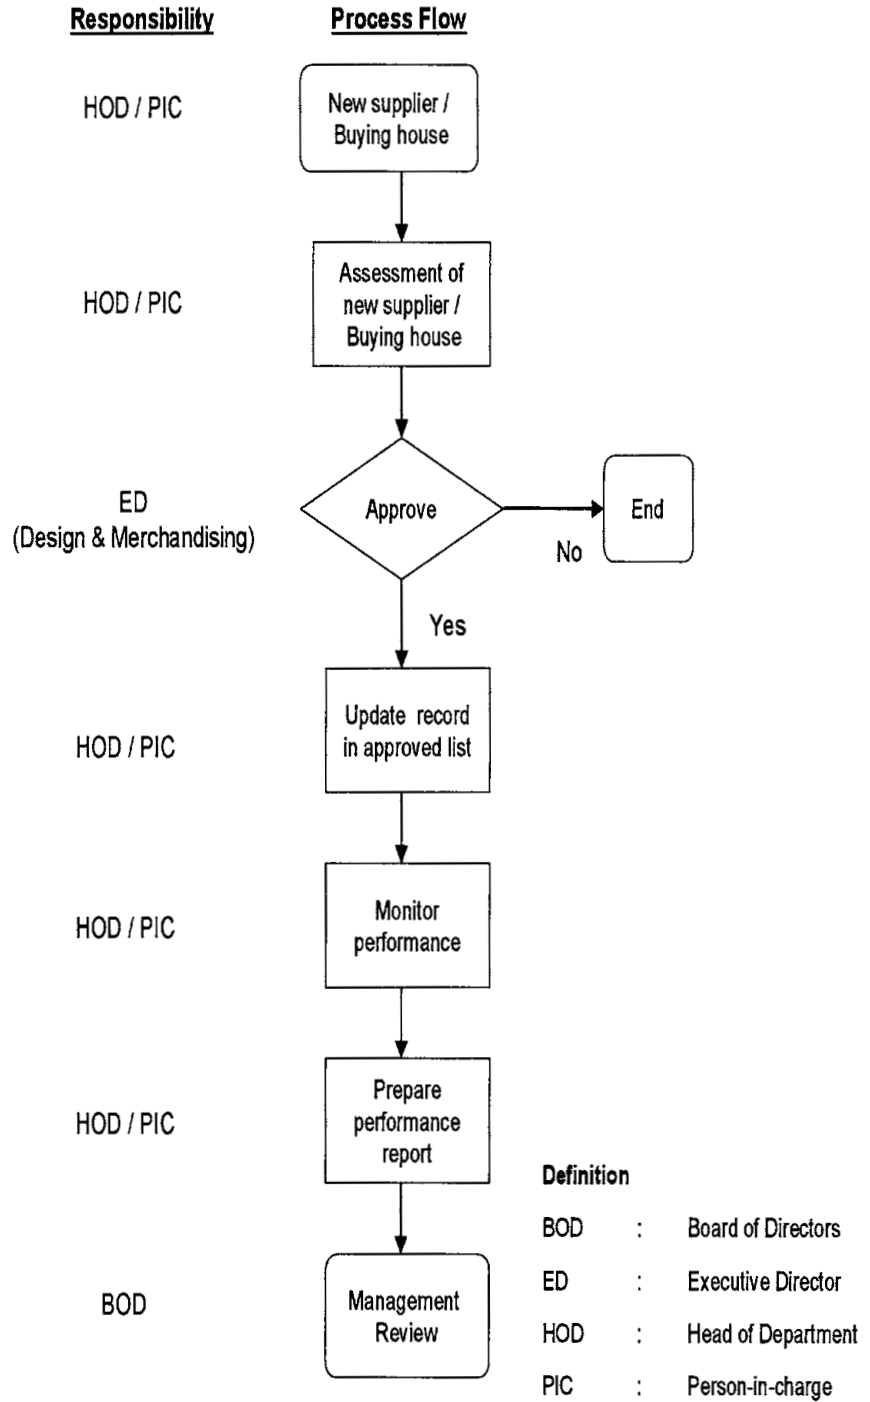 Responsibility Process Flow
HOD / PIC
New supplier /
Buying house
HOD / PIC
Assessment of
new supplier /
Buying house
ED
(Design & Merchandising)
Approve
End
No
Yes
HOD / PIC
Update record
in approved list
HOD / PIC
Monitor
performance
HOD / PIC
Prepare
performance
report
BOD
Management
Review
Definition
BOD : Board of Directors
ED : Executive Director
HOD : Head of Department
PIC : Person-in-charge